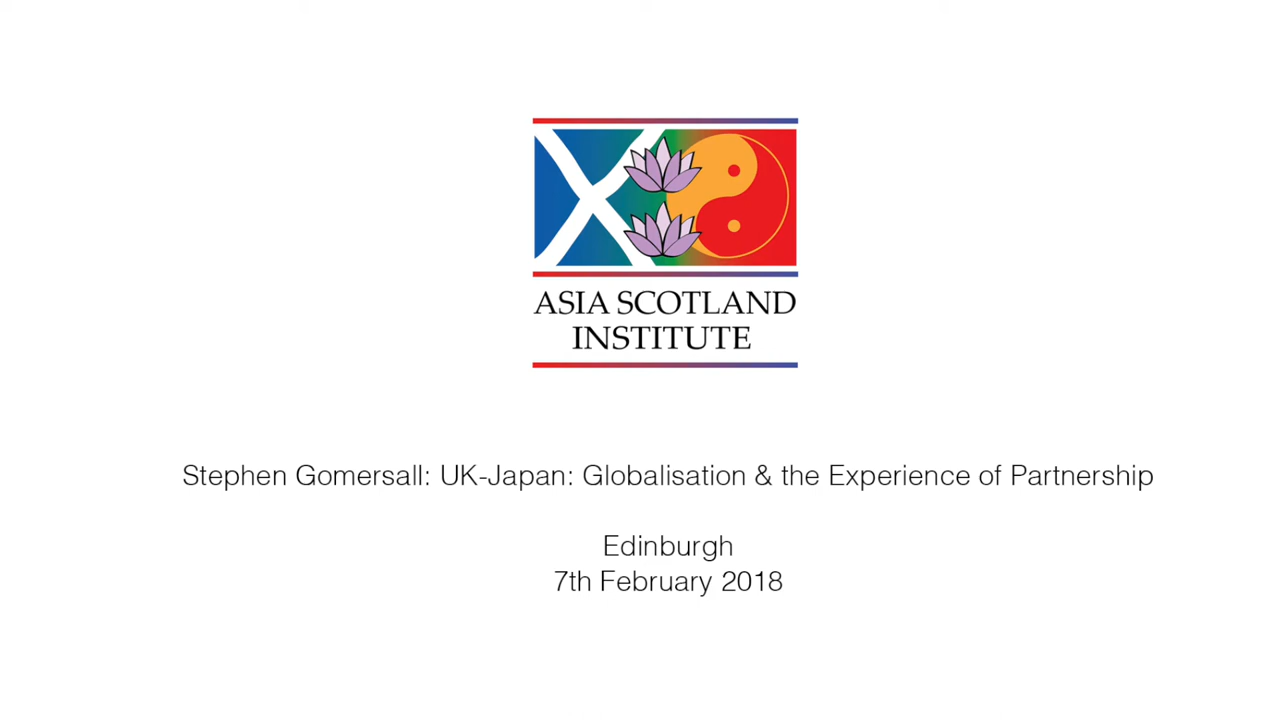 ASIA SCOTLAND
INSTITUTE
Stephen Gomersall: UK-Japan: Globalisation & the Experience of Partnership
Edinburgh
7th February 2018